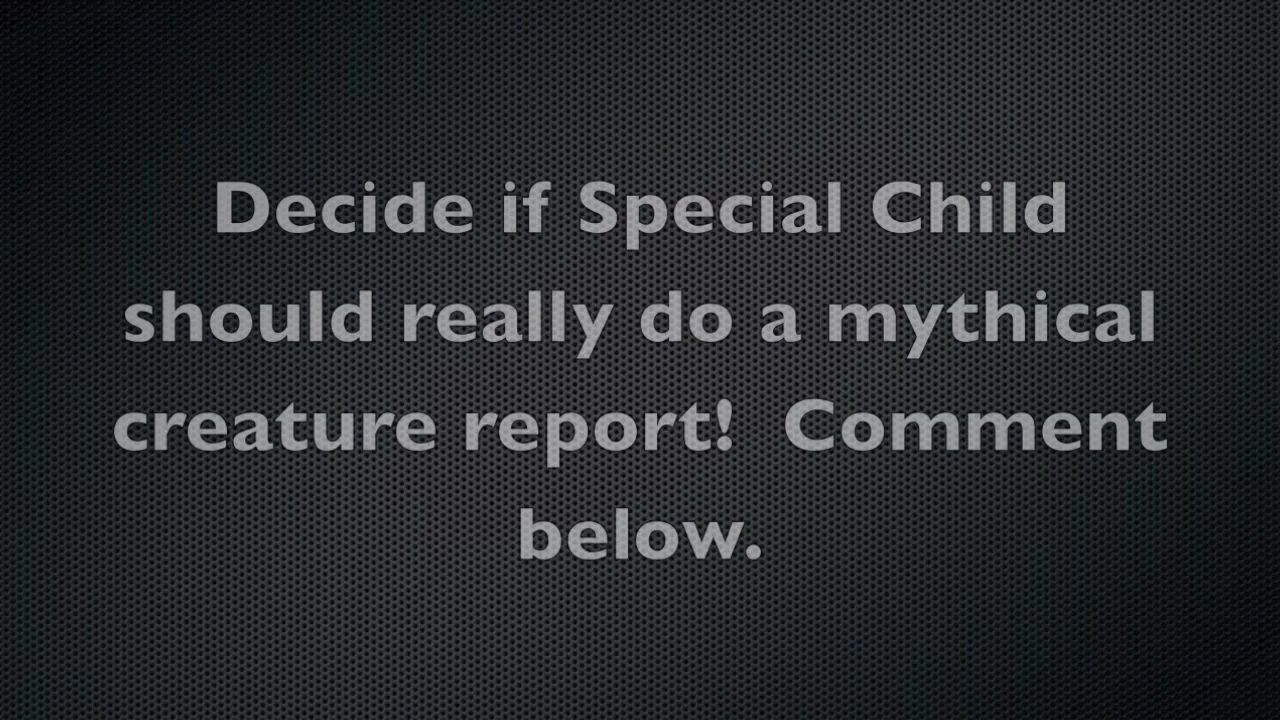 Decide if Special Child
should really do a mythical
creature report!  Comment
below.